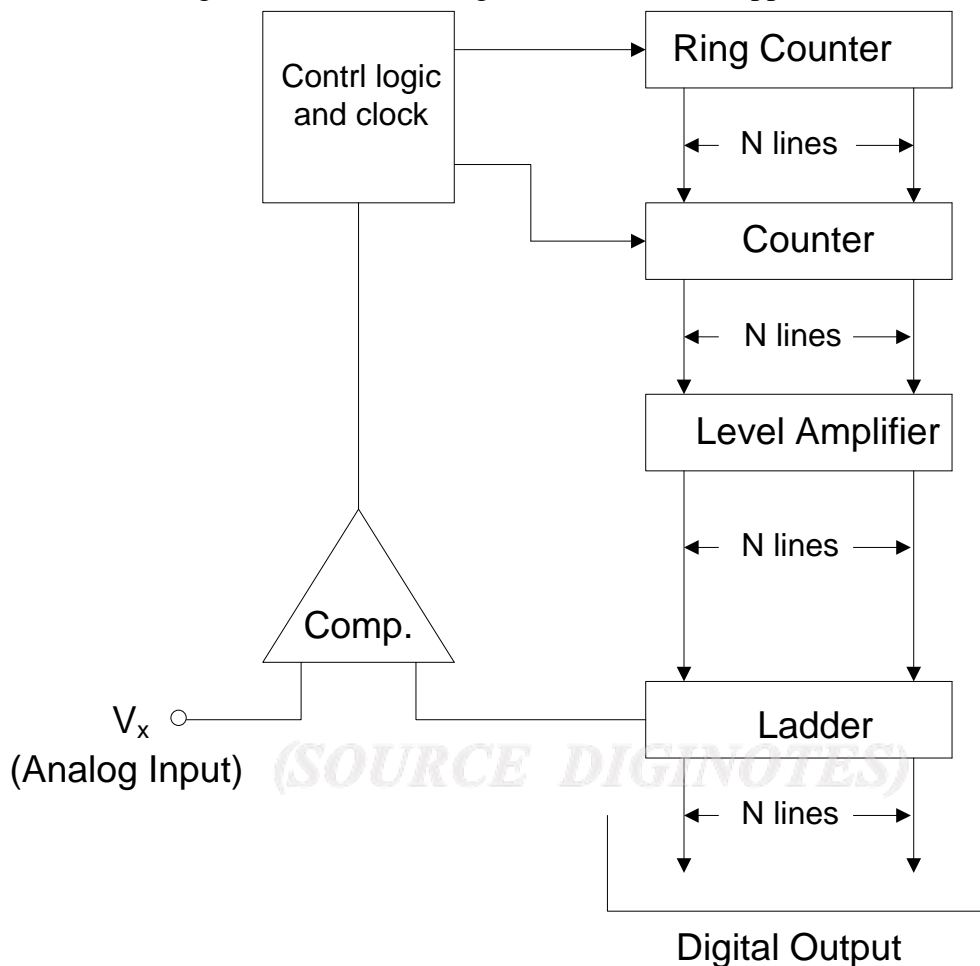 Contrl logic
and clock
Ring Counter
N lines
Counter
N lines
Level Amplifier
N lines
Comp.
Ladder
Vx
(Analog Input)
(SOURCE DIGINOTES)
N lines
Digital Output